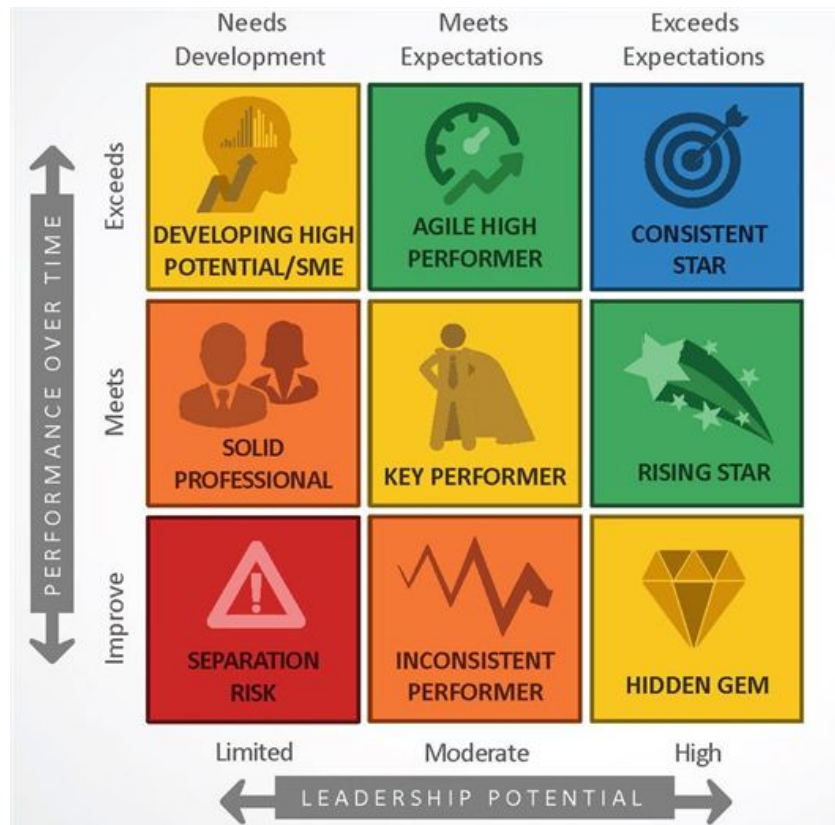 Needs
Development
Meets
Expectations
Exceeds
Expectations
PERFORMANCE OVER TIME
Exceeds
DEVELOPING HIGH
POTENTIAL/SME
AGILE HIGH
PERFORMER
CONSISTENT
STAR
Meets
SOLID
PROFESSIONAL
KEY PERFORMER
RISING STAR
Improve
SEPARATION
RISK
INCONSISTENT
PERFORMER
HIDDEN GEM
Limited
Moderate
High
LEADERSHIP POTENTIAL